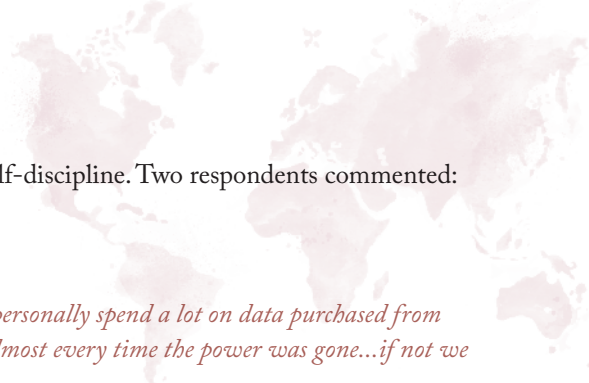 lf-discipline. Two respondents commented:
personally spend a lot on data purchased from
lmost every time the power was gone...if not we